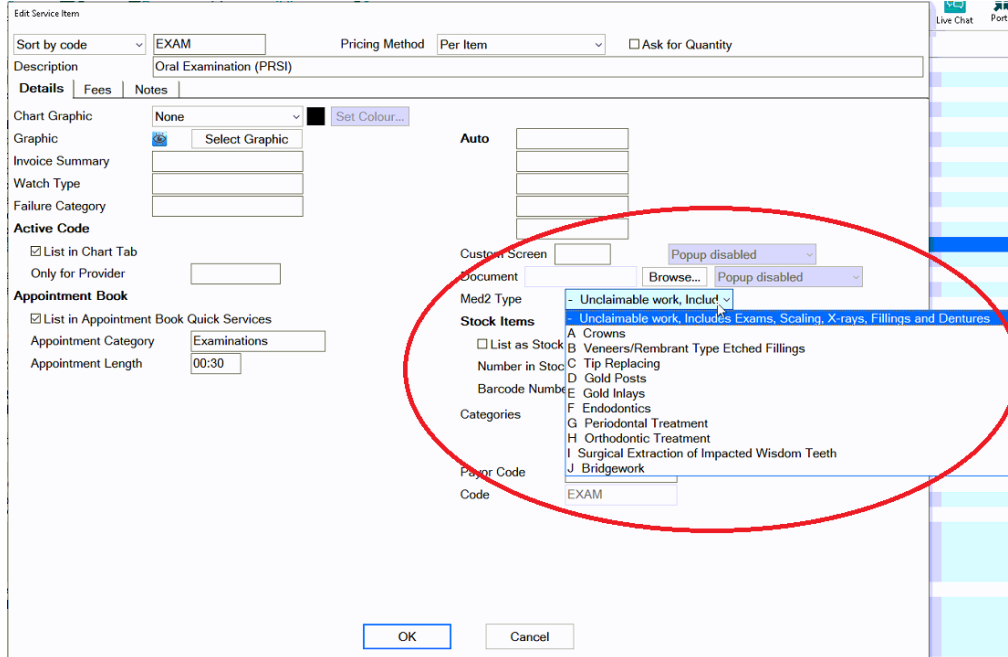 Edit Service Item
Live Chat
Port
Sort by code EXAM Pricing Method Per Item Ask for Quantity
Description Oral Examination (PRSI)
Details Fees Notes
Chart Graphic None Set Colour...
Graphic Select Graphic Auto
Invoice Summary
Watch Type
Failure Category
Active Code
List in Chart Tab Custom Screen Popup disabled
Only for Provider Document Browse... Popup disabled
Appointment Book Med2 Type - Unclaimable work, Includ
List in Appointment Book Quick Services Stock Items - Unclaimable work, Includes Exams, Scaling, X-rays, Fillings and Dentures
A Crowns
Appointment Category Examinations List as Stock B Veneers/Rembrant Type Etched Fillings
Appointment Length 00:30 Number in Stoc C Tip Replacing
D Gold Posts
Barcode Numbe E Gold Inlays
Categories F Endodontics
G Periodontal Treatment
H Orthodontic Treatment
I Surgical Extraction of Impacted Wisdom Teeth
Payor Code J Bridgework
Code EXAM
OK Cancel